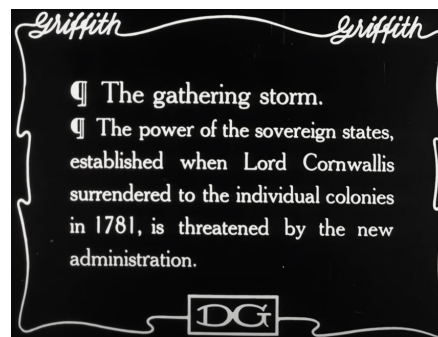 Griffith Griffith
¶ The gathering storm.
¶ The power of the sovereign states,
established when Lord Cornwallis
surrendered to the individual colonies
in 1781, is threatened by the new
administration.
DG